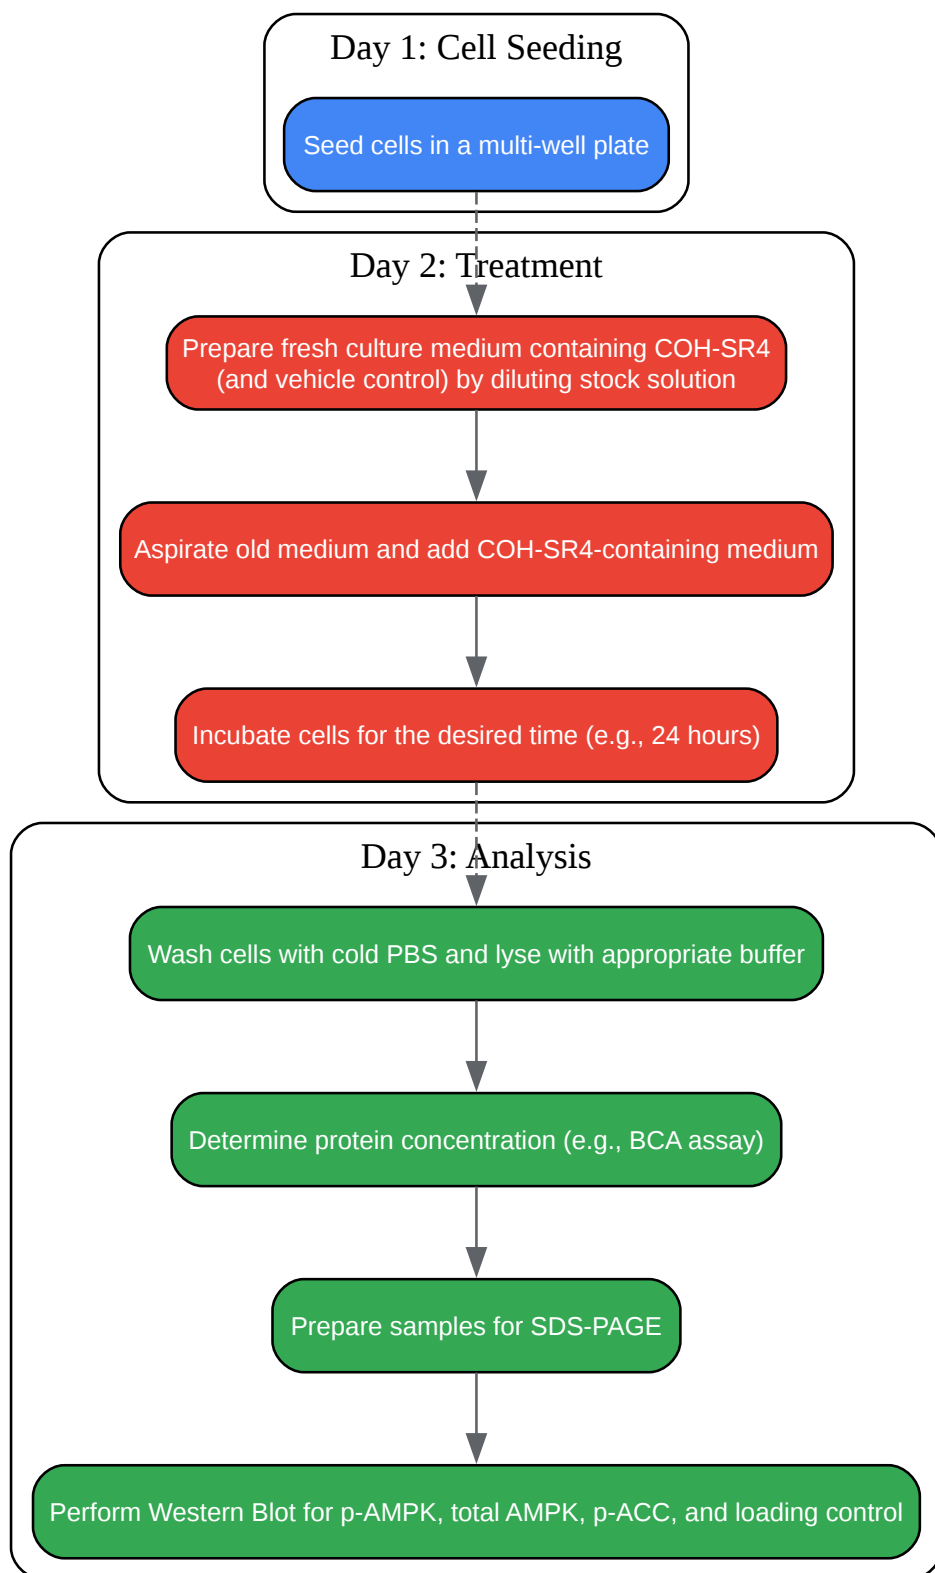 Day 1: Cell Seeding
Seed cells in a multi-well plate
Day 2: Treatment
Prepare fresh culture medium containing COH-SR4
(and vehicle control) by diluting stock solution
Aspirate old medium and add COH-SR4-containing medium
Incubate cells for the desired time (e.g., 24 hours)
Day 3: Analysis
Wash cells with cold PBS and lyse with appropriate buffer
Determine protein concentration (e.g., BCA assay)
Prepare samples for SDS-PAGE
Perform Western Blot for p-AMPK, total AMPK, p-ACC, and loading control